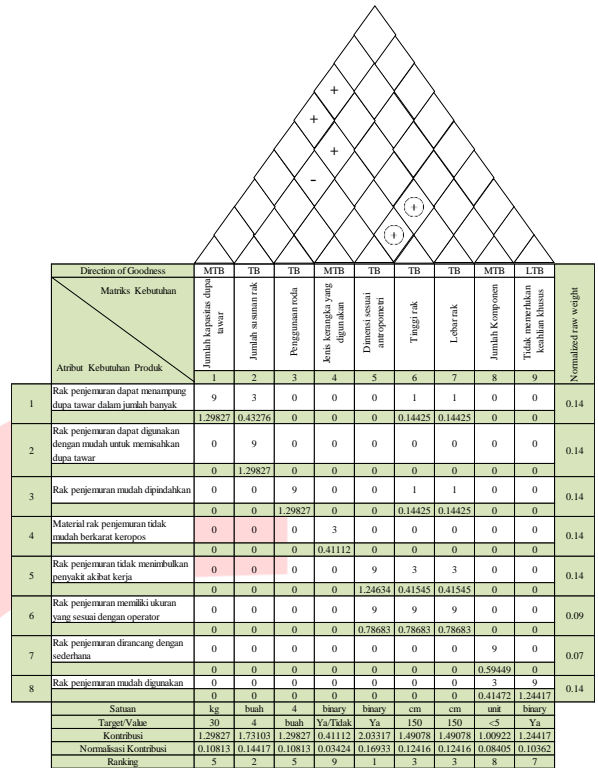 +
+
+
-
+
+
Direction of Goodness MTB TB TB MTB TB TB TB MTB LTB
Matriks Kebutuhan
Atribut Kebutuhan Produk
Jumlah kapasitas dupa tawar
Jumlah susunan rak
Penggunaan roda
Jenis kerangka yang digunakan
Dimensi sesuai antropometri
Tinggi rak
Lebar rak
Jumlah Komponen
Tidak memerlukan keahlian khusus
Normalized raw weight
1 2 3 4 5 6 7 8 9
1 Rak penjemuran dapat menampung dupa tawar dalam jumlah banyak 9 3 0 0 0 1 1 0 0 0.14
1.29827 0.43276 0 0 0 0.14425 0.14425 0 0
2 Rak penjemuran dapat digunakan dengan mudah untuk memisahkan dupa tawar 0 9 0 0 0 0 0 0 0 0.14
0 1.29827 0 0 0 0 0 0 0
3 Rak penjemuran mudah dipindahkan 0 0 9 0 0 1 1 0 0 0.14
0 0 1.29827 0 0 0.14425 0.14425 0 0
4 Material rak penjemuran tidak mudah berkarat keropos 0 0 0 3 0 0 0 0 0 0.14
0 0 0 0.41112 0 0 0 0 0
5 Rak penjemuran tidak menimbulkan penyakit akibat kerja 0 0 0 0 9 3 3 0 0 0.14
0 0 0 0 1.24634 0.41545 0.41545 0 0
6 Rak penjemuran memiliki ukuran yang sesuai dengan operator 0 0 0 0 9 9 9 0 0 0.09
0 0 0 0 0.78683 0.78683 0.78683 0 0
7 Rak penjemuran dirancang dengan sederhana 0 0 0 0 0 0 0 9 0 0.07
0 0 0 0 0 0 0 0.59449 0
8 Rak penjemuran mudah digunakan 0 0 0 0 0 0 0 3 9 0.14
0 0 0 0 0 0 0 0.41472 1.24417
Satuan kg buah 4 binary binary cm cm unit binary
Target/Value 30 4 buah Ya/Tidak Ya 150 150 <5 Ya
Kontribusi 1.29827 1.73103 1.29827 0.41112 2.03317 1.49078 1.49078 1.00922 1.24417
Normalisasi Kontribusi 0.10813 0.14417 0.10813 0.03424 0.16933 0.12416 0.12416 0.08405 0.10362
Ranking 5 2 5 9 1 3 3 8 7